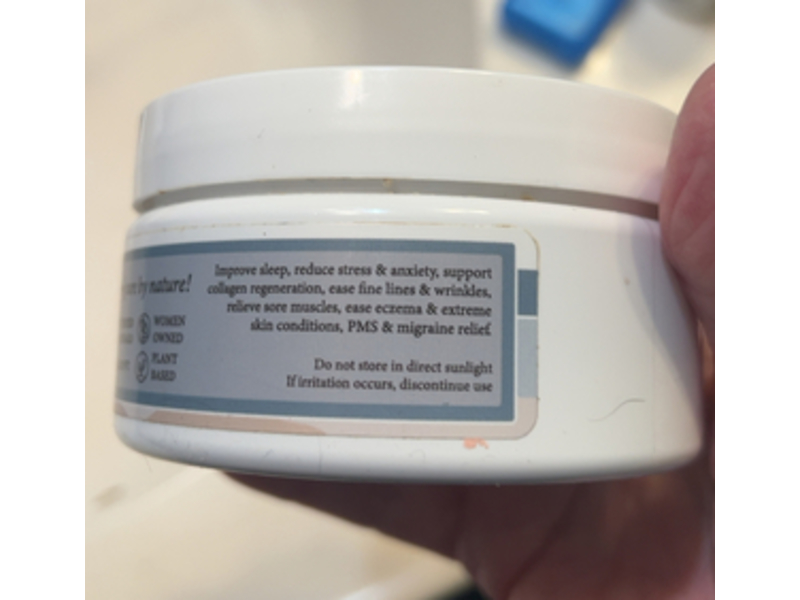 by nature!
WOMEN
OWNED
PLANT
BASED
Improve sleep, reduce stress & anxiety, support
collagen regeneration, ease fine lines & wrinkles,
relieve sore muscles, ease eczema & extreme
skin conditions, PMS & migraine relief.
Do not store in direct sunlight
If irritation occurs, discontinue use